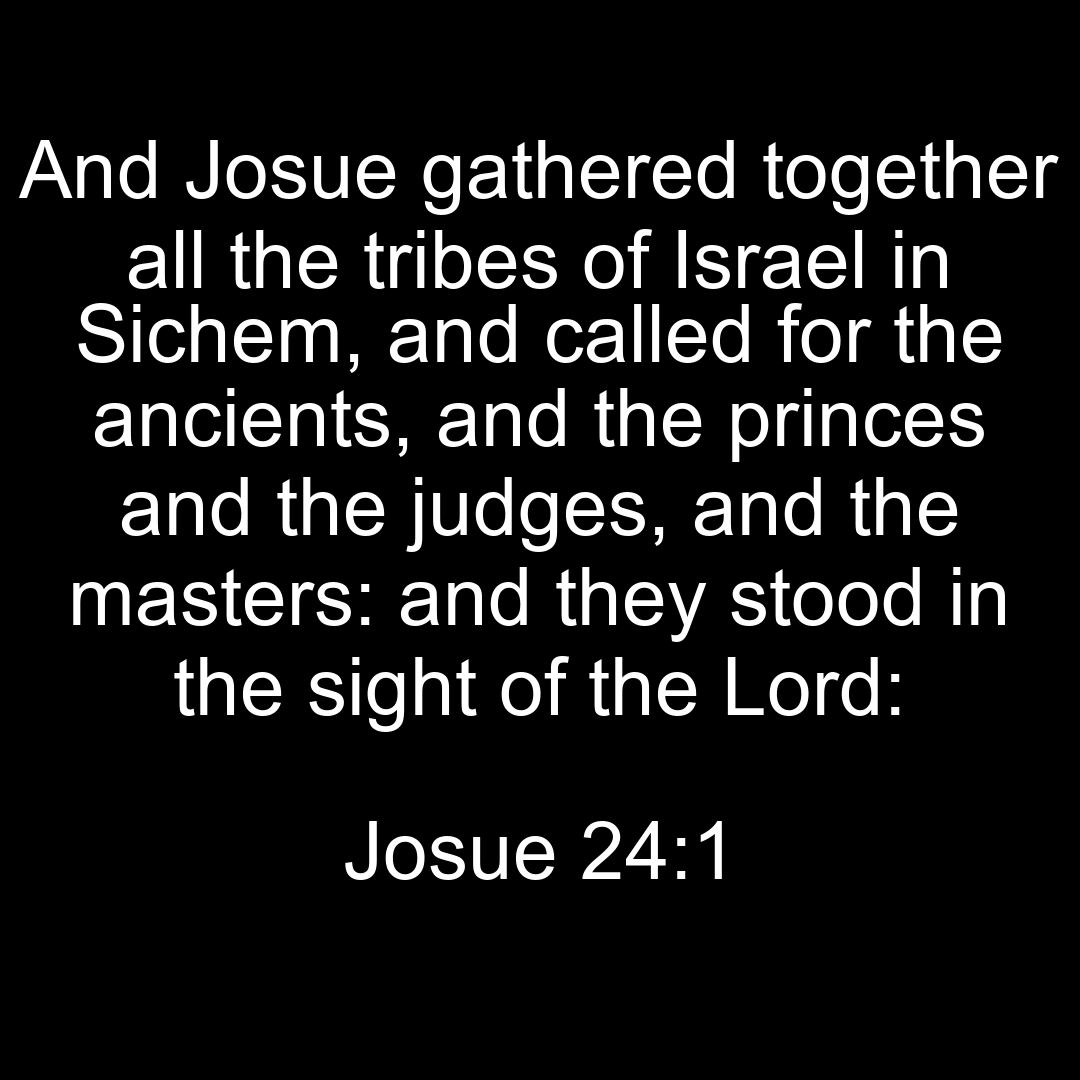 And Josue gathered together
all the tribes of Israel in
Sichem, and called for the
ancients, and the princes
and the judges, and the
masters: and they stood in
the sight of the Lord:
Josue 24:1